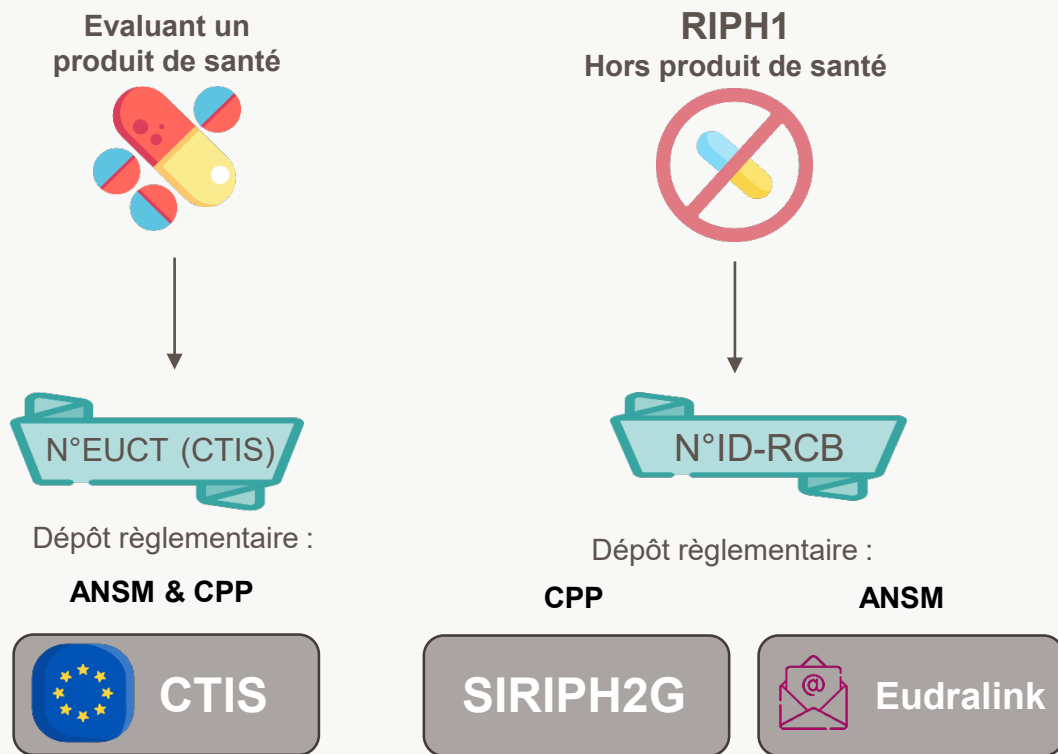 Evaluant un
produit de santé
N°EUCT (CTIS)
Dépôt règlementaire :
ANSM & CPP
CTIS
RIPH1
Hors produit de santé
N°ID-RCB
Dépôt règlementaire :
CPP
SIRIPH2G
ANSM
@
Eudralink